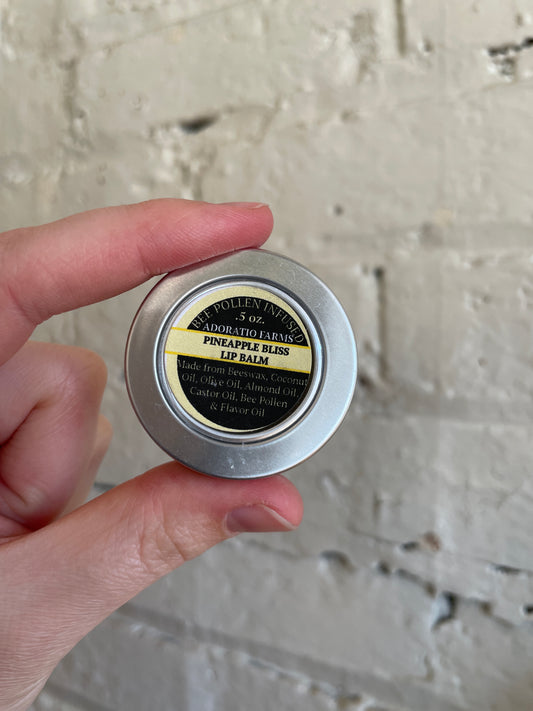 BEE POLLEN INFUSED
.5 oz.
ADORATIO FARMS
PINEAPPLE BLISS
LIP BALM
Made from Beeswax, Coconut
Oil, Olive Oil, Almond Oil,
Castor Oil, Bee Pollen
& Flavor Oil